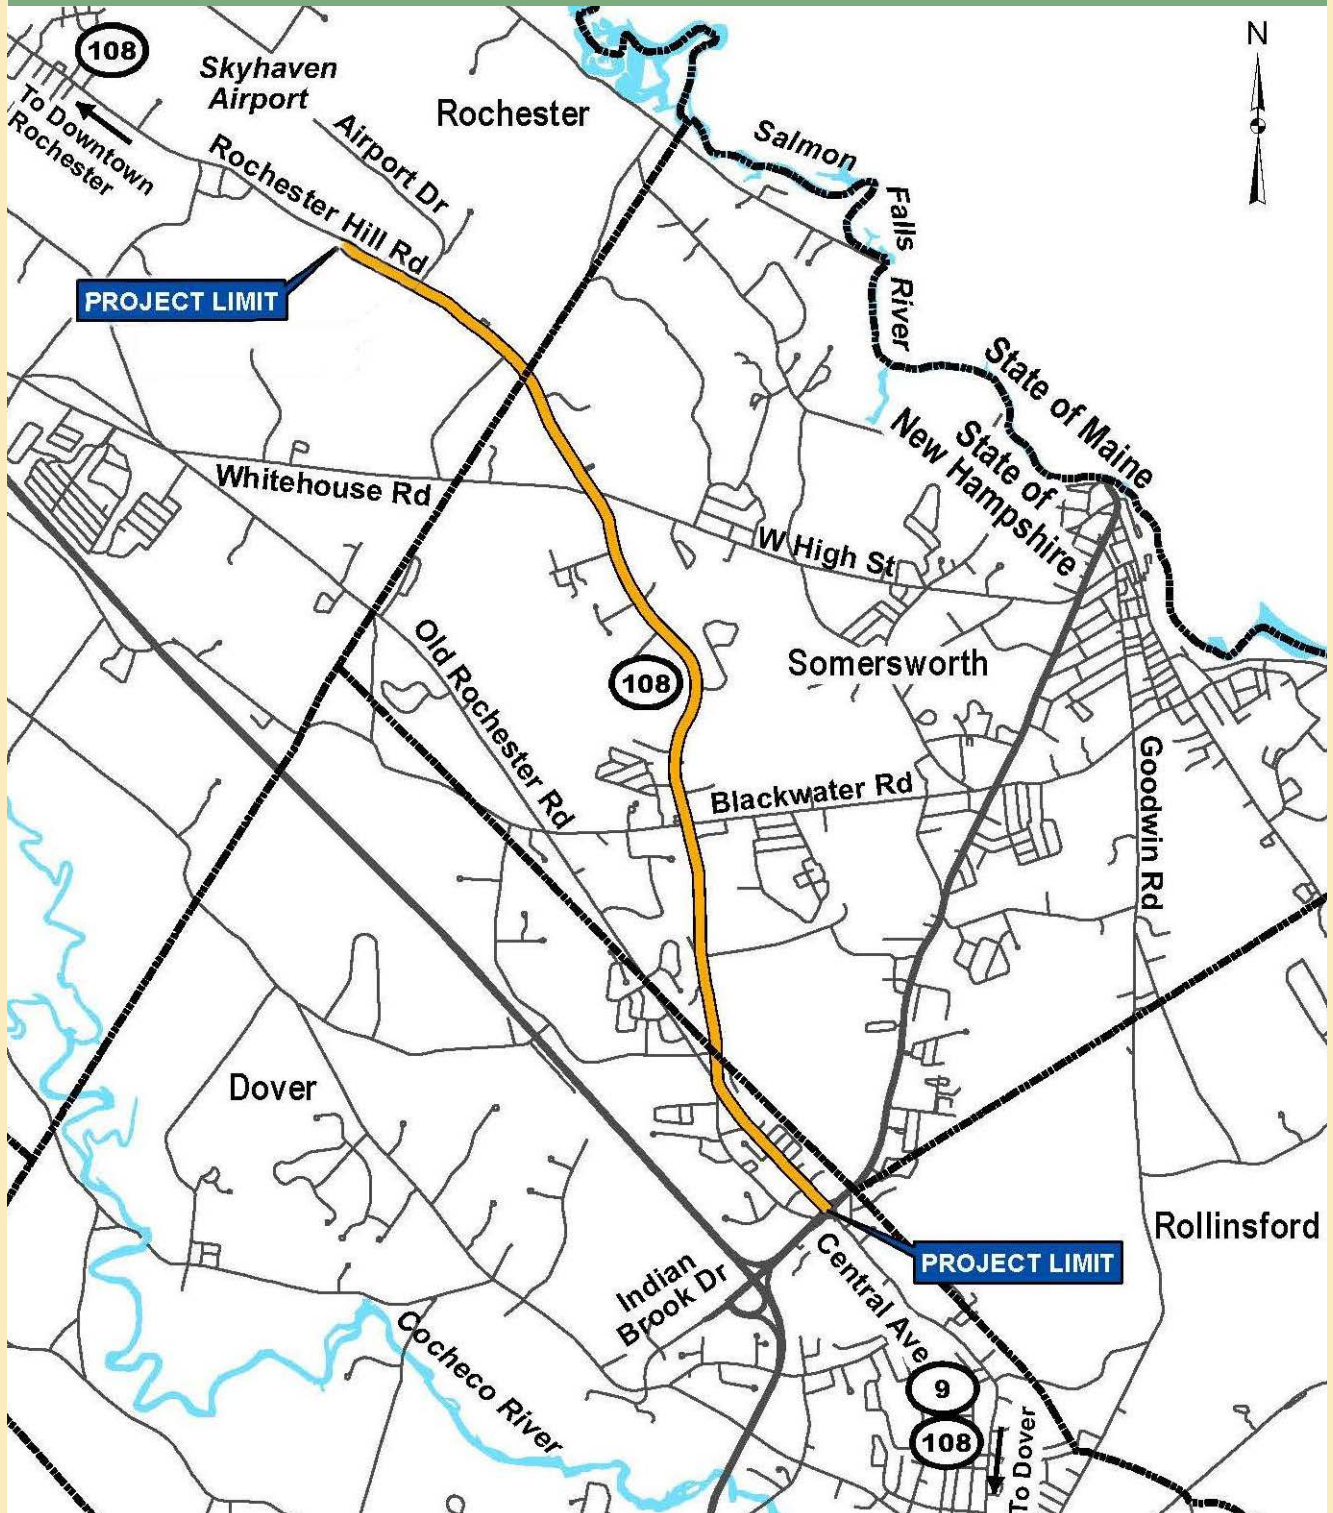 108
N
Skyhaven
Airport
Rochester
To Downtown
Rochester
Airport Dr
Salmon
Falls
River
Rochester Hill Rd
PROJECT LIMIT
State of Maine
State of
New Hampshire
Whitehouse Rd
W High St
Old Rochester Rd
108
Somersworth
Goodwin Rd
Blackwater Rd
Dover
Rollinsford
PROJECT LIMIT
Indian
Brook Dr
Central Ave
Cocheco River
9
108
To Dover